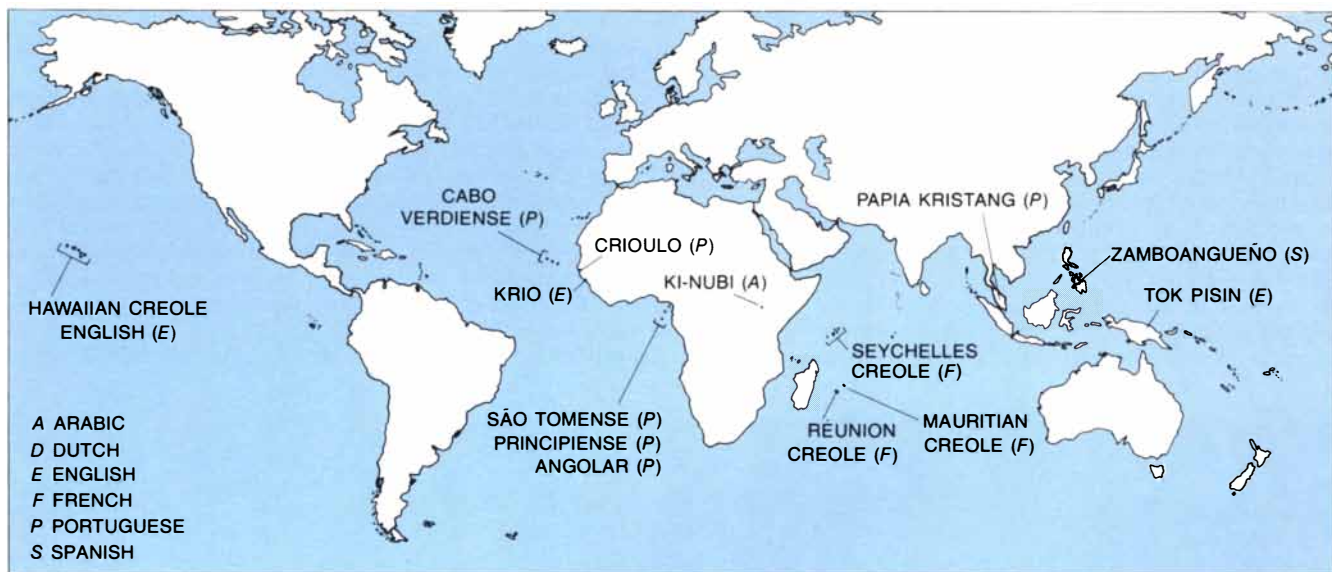 CABO
VERDIENSE (P)
CRIOULO (P)
KRIO (E)
KI-NUBI (A)
PAPIA KRISTANG (P)
ZAMBOANGUEÑO (S)
TOK PISIN (E)
HAWAIIAN CREOLE
ENGLISH (E)
SEYCHELLES
CREOLE (F)
SÃO TOMENSE (P)
PRINCIPIENSE (P)
ANGOLAR (P)
RÉUNION
CREOLE (F)
MAURITIAN
CREOLE (F)
A ARABIC
D DUTCH
E ENGLISH
F FRENCH
P PORTUGUESE
S SPANISH